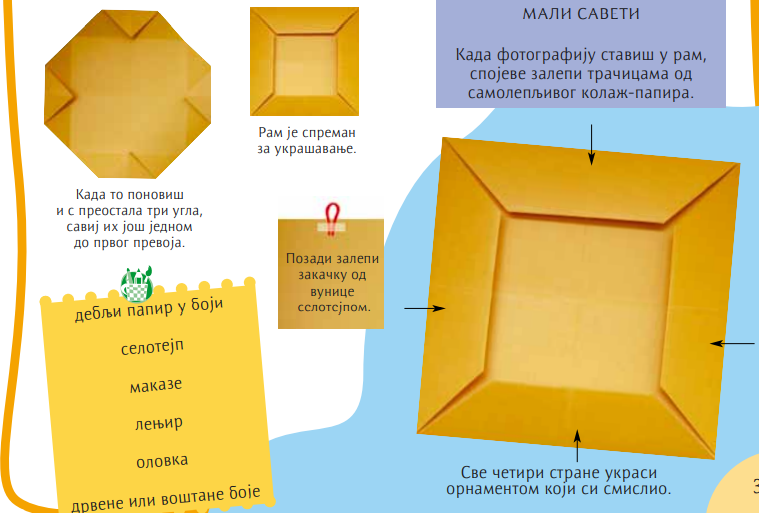 МАЛИ САВЕТИ
Када фотографију ставиш у рам,
спојеве залепи трачицама од
самолепљивог колаж-папира.
Рам је спреман
за украшавање.
Када то поновиш
и с преостала три угла,
савиј их још једном
до првог превоја.
Позади залепи
закачку од
вунице
селотејпом.
дебљи папир у боји
селотејп
маказе
лењир
оловка
дрвене или воштане боје
Све четири стране украси
орнаментом који си смислио.
3